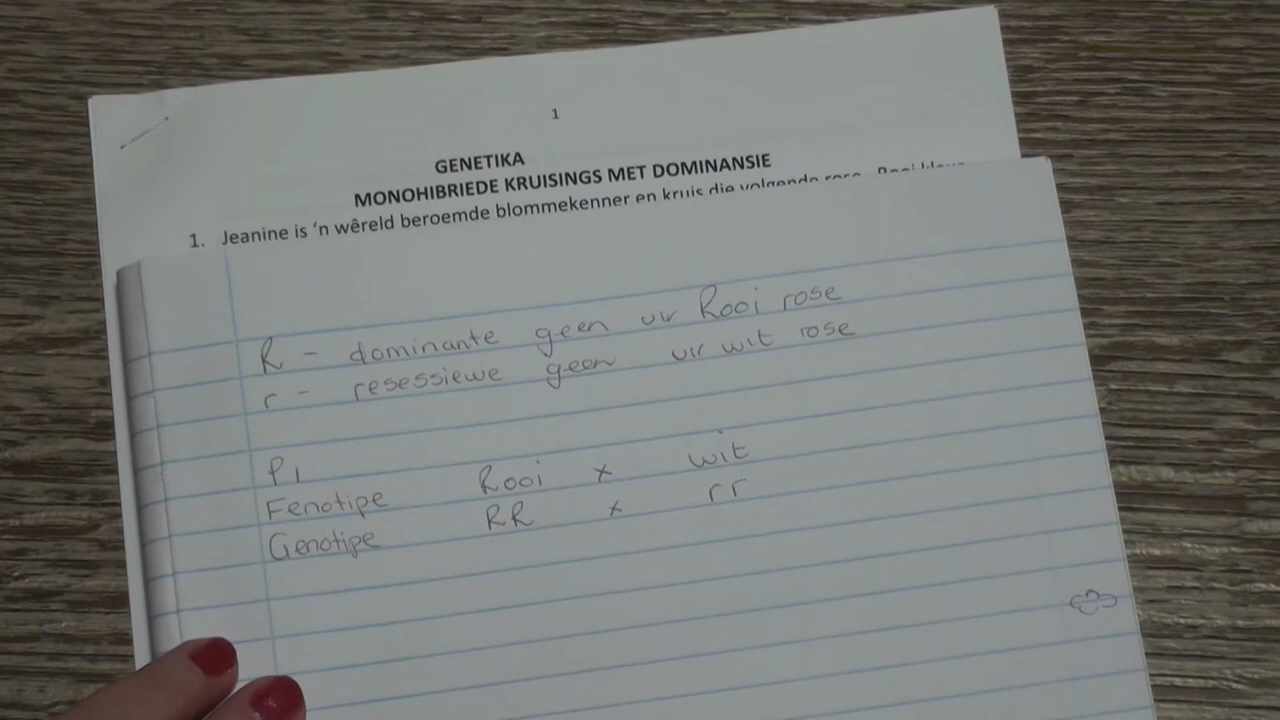 1
GENETIKA
MONOHIBRIEDE KRUISINGS MET DOMINANSIE
1. Jeanine is ‘n wêreld beroemde blommekenner en kruis die volgende rose. Rooi
R - dominante geen vir Rooi rose
r - resessiewe geen vir wit rose
P1
Fenotipe Rooi x wit
Genotipe RR x rr